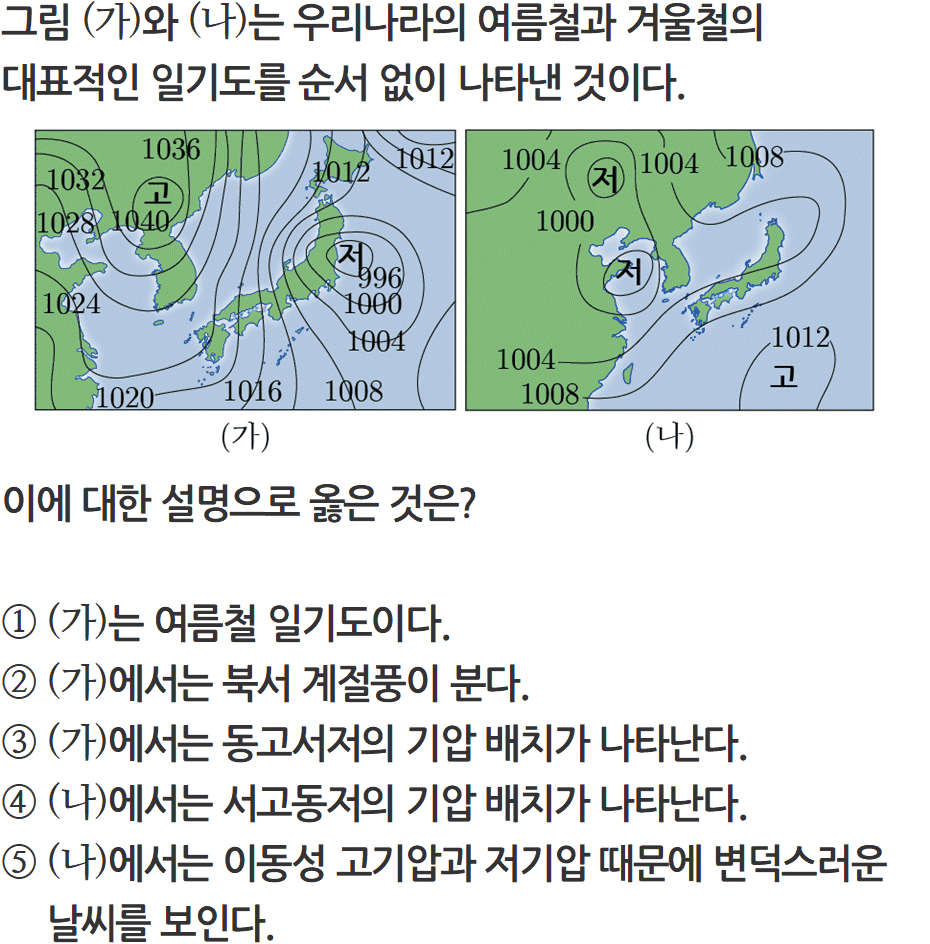 그림 (가)와 (나)는 우리나라의 여름철과 겨울철의
대표적인 일기도를 순서 없이 나타낸 것이다.
1036
1012
1012
1032
고
1028
1040
저
996
1024
1000
1004
1020
1016
1008
(가)
1004
저
1004
1008
1000
저
1012
1004
고
1008
(나)
이에 대한 설명으로 옳은 것은?
① (가)는 여름철 일기도이다.
② (가)에서는 북서 계절풍이 분다.
③ (가)에서는 동고서저의 기압 배치가 나타난다.
④ (나)에서는 서고동저의 기압 배치가 나타난다.
⑤ (나)에서는 이동성 고기압과 저기압 때문에 변덕스러운
날씨를 보인다.